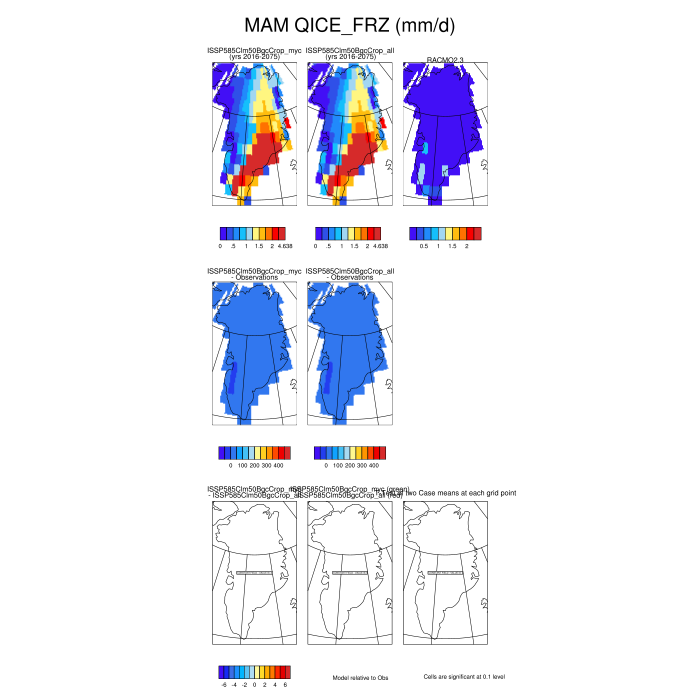 MAM QICE_FRZ (mm/d)
ISSP585Clm50BgcCrop_myc ISSP585Clm50BgcCrop_all
(yrs 2016-2075) (yrs 2016-2075) RACMO2.3
0 .5 1 1.5 2 4.638 0 .5 1 1.5 2 4.638 0.5 1 1.5 2
ISSP585Clm50BgcCrop_myc ISSP585Clm50BgcCrop_all
- Observations - Observations
0 100 200 300 400 0 100 200 300 400
ISSP585Clm50BgcCrop_myc (green)
- ISSP585Clm50BgcCrop_all ISSP585Clm50BgcCrop_all (red) two Case means at each grid point
-6 -4 -2 0 2 4 6
Model relative to Obs Cells are significant at 0.1 level